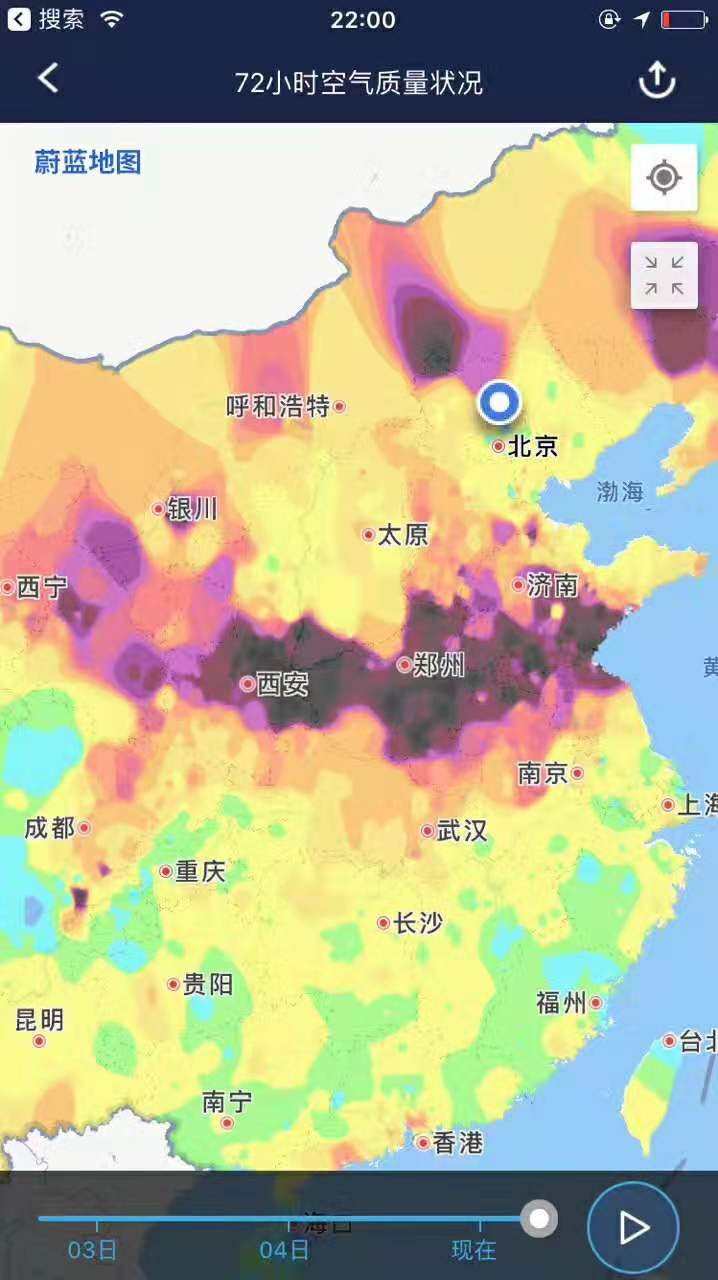 搜索
22:00
72小时空气质量状况
蔚蓝地图
呼和浩特
北京
渤海
银川
太原
西宁
济南
郑州
黄
西安
南京
上海
成都
武汉
重庆
长沙
贵阳
福州
昆明
台北
南宁
香港
海口
03日
04日
现在